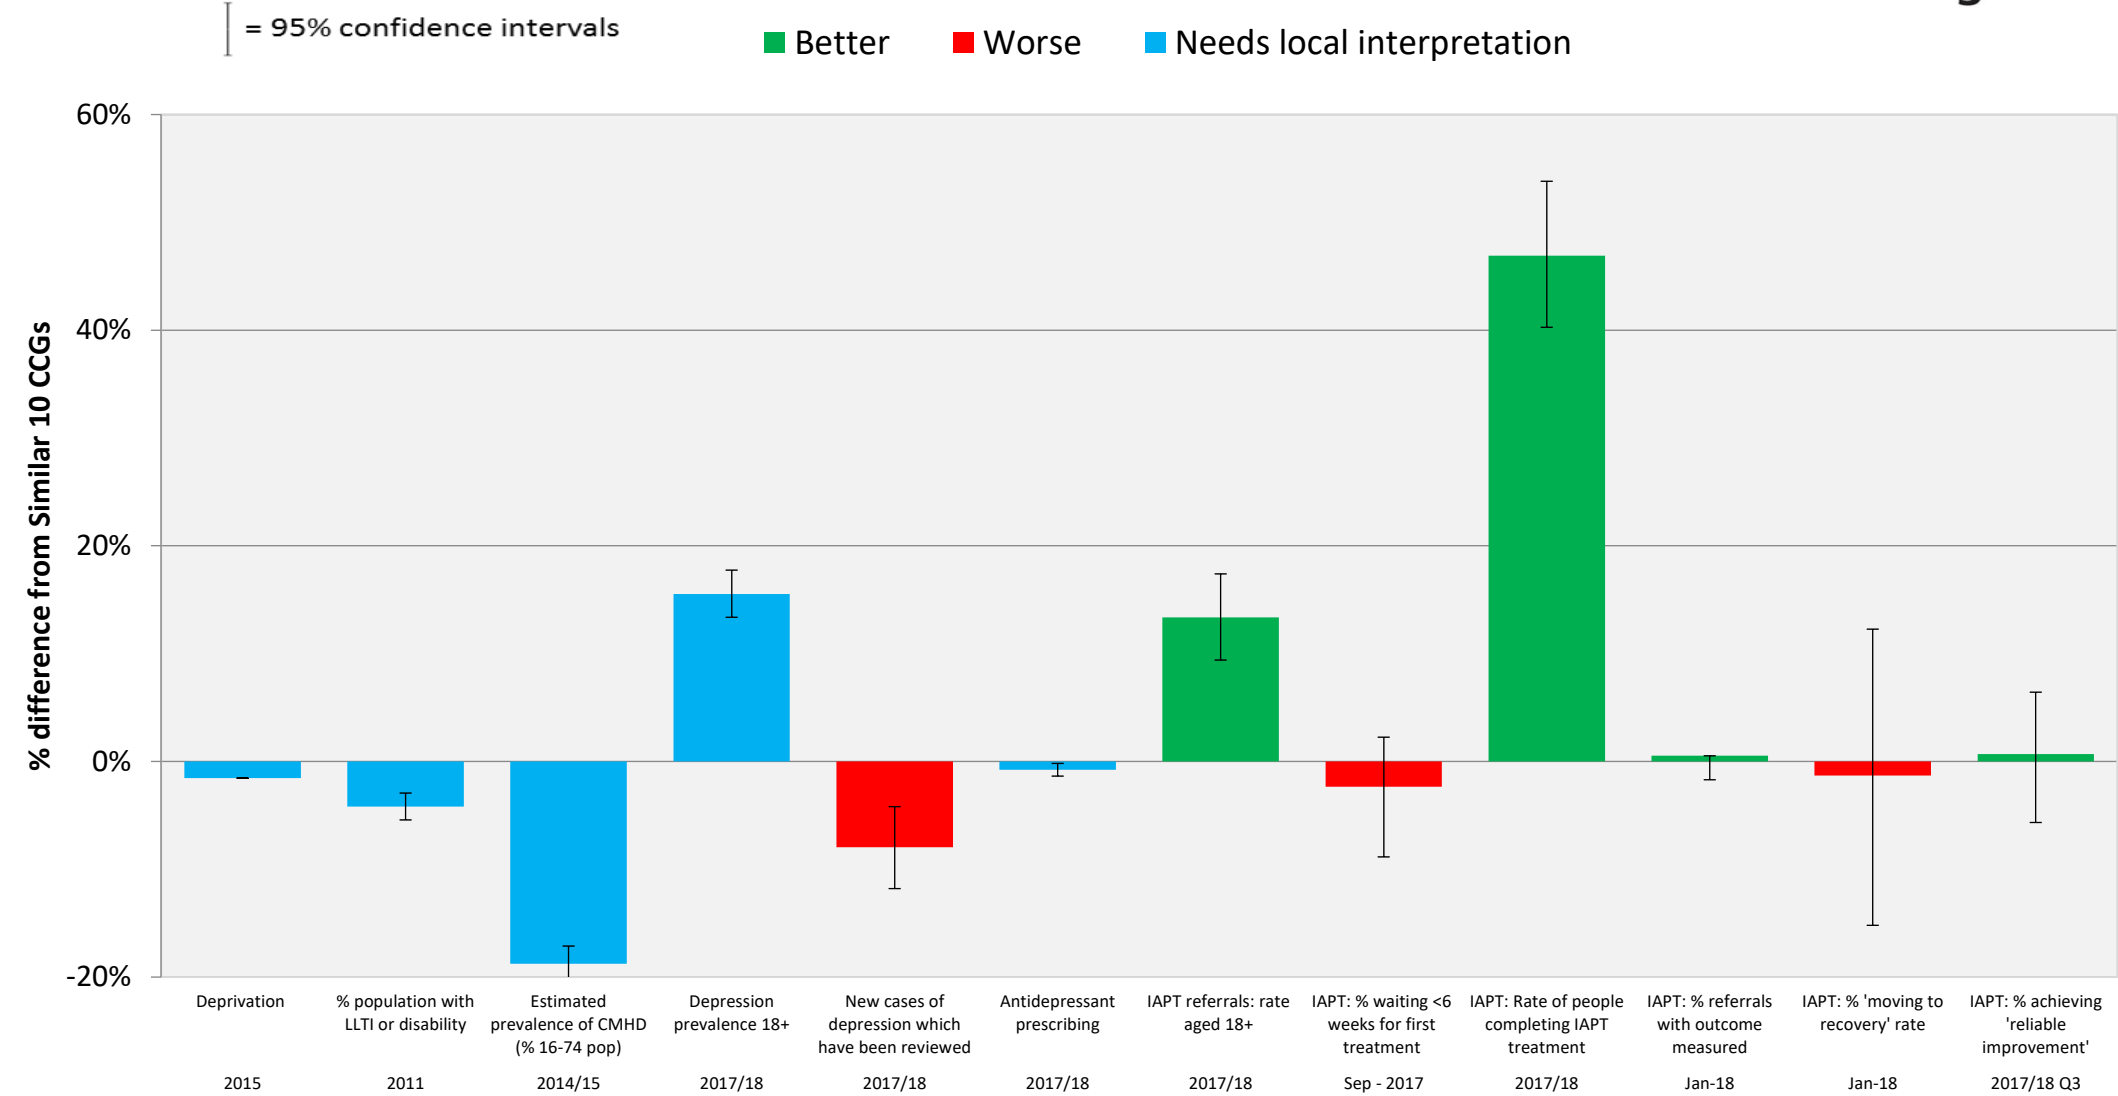 = 95% confidence intervals
Better Worse Needs local interpretation
60%
40%
20%
0%
-20%
% difference from Similar 10 CCGs
Deprivation
2015
% population with
LLTI or disability
2011
Estimated
prevalence of CMHD
(% 16-74 pop)
2014/15
Depression
prevalence 18+
2017/18
New cases of
depression which
have been reviewed
2017/18
Antidepressant
prescribing
2017/18
IAPT referrals: rate
aged 18+
2017/18
IAPT: % waiting <6
weeks for first
treatment
Sep - 2017
IAPT: Rate of people
completing IAPT
treatment
2017/18
IAPT: % referrals
with outcome
measured
Jan-18
IAPT: % 'moving to
recovery' rate
Jan-18
IAPT: % achieving
'reliable
improvement'
2017/18 Q3